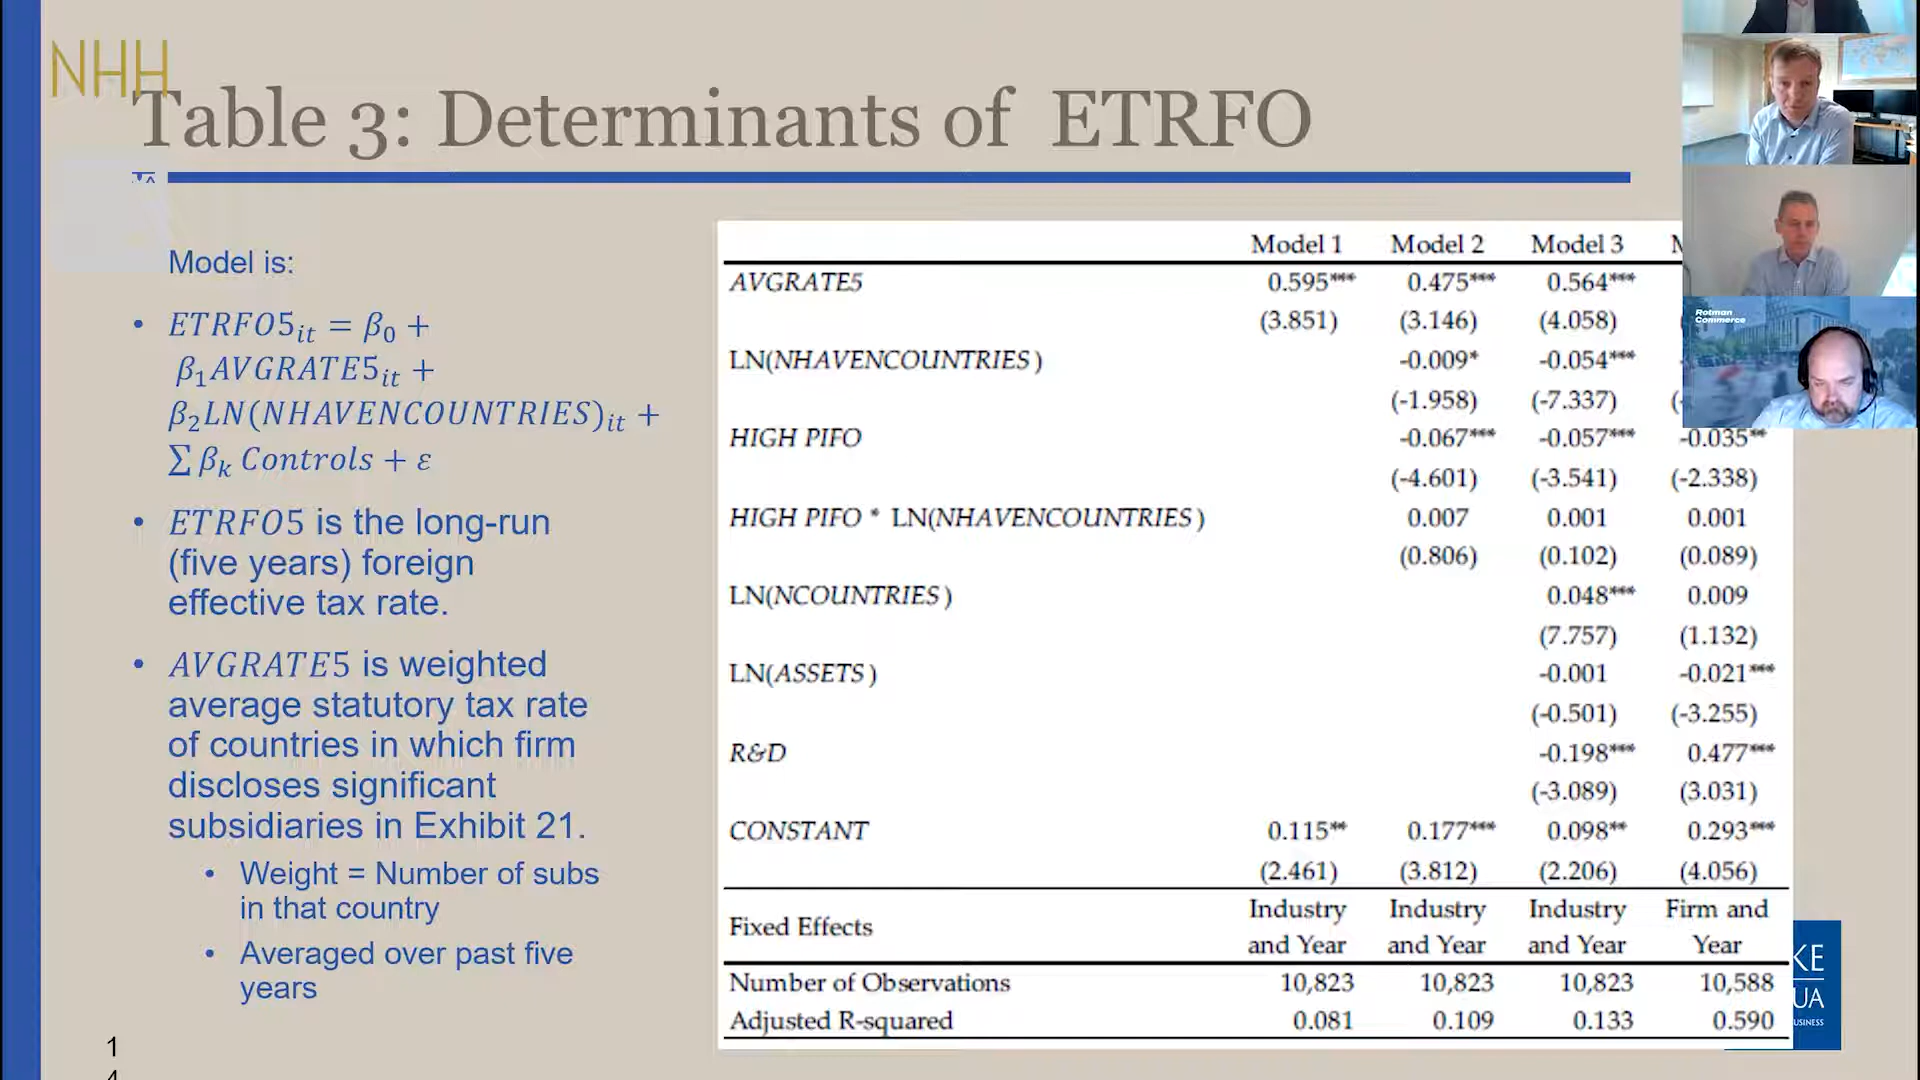 NHH
Table 3: Determinants of ETRFO
Model is:
• ETRFO5it = β0 +
β1AVGRATE5it +
β2LN(NHAVENCOUNTRIES)it +
∑ βk Controls + ε
• ETRFO5 is the long-run
(five years) foreign
effective tax rate.
• AVGRATE5 is weighted
average statutory tax rate
of countries in which firm
discloses significant
subsidiaries in Exhibit 21.
• Weight = Number of subs
in that country
• Averaged over past five
years
1
4
Model 1 Model 2 Model 3
AVGRATE5 0.595*** 0.475*** 0.564***
(3.851) (3.146) (4.058)
LN(NHAVENCOUNTRIES) -0.009* -0.054***
(-1.958) (-7.337)
HIGH PIFO -0.067*** -0.057*** -0.035**
(-4.601) (-3.541) (-2.338)
HIGH PIFO * LN(NHAVENCOUNTRIES) 0.007 0.001 0.001
(0.806) (0.102) (0.089)
LN(NCOUNTRIES) 0.048*** 0.009
(7.757) (1.132)
LN(ASSETS) -0.001 -0.021***
(-0.501) (-3.255)
R&D -0.198*** 0.477***
(-3.089) (3.031)
CONSTANT 0.115** 0.177*** 0.098** 0.293***
(2.461) (3.812) (2.206) (4.056)
Fixed Effects Industry and Year Industry and Year Industry and Year Firm and Year
Number of Observations 10,823 10,823 10,823 10,588
Adjusted R-squared 0.081 0.109 0.133 0.590
Rotman
Commerce
KE
UA
USINESS